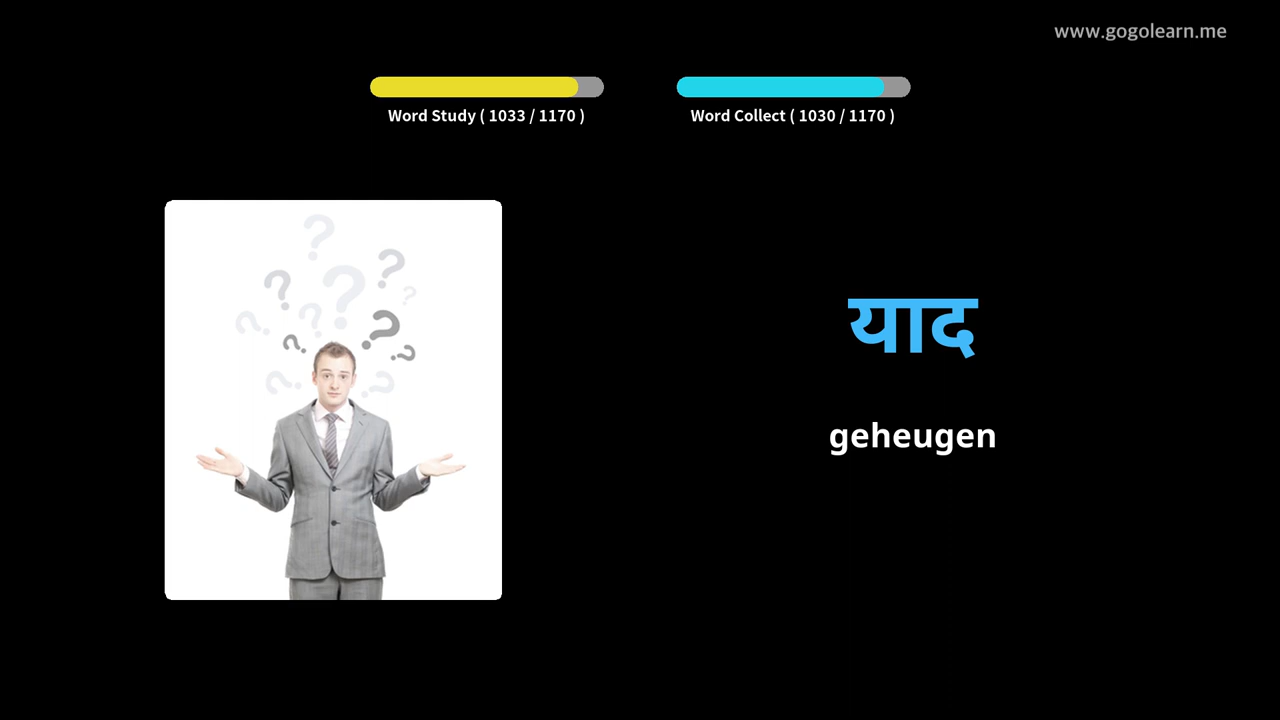 www.gogolearn.me
Word Study ( 1033 / 1170 )
Word Collect ( 1030 / 1170 )
याद
geheugen